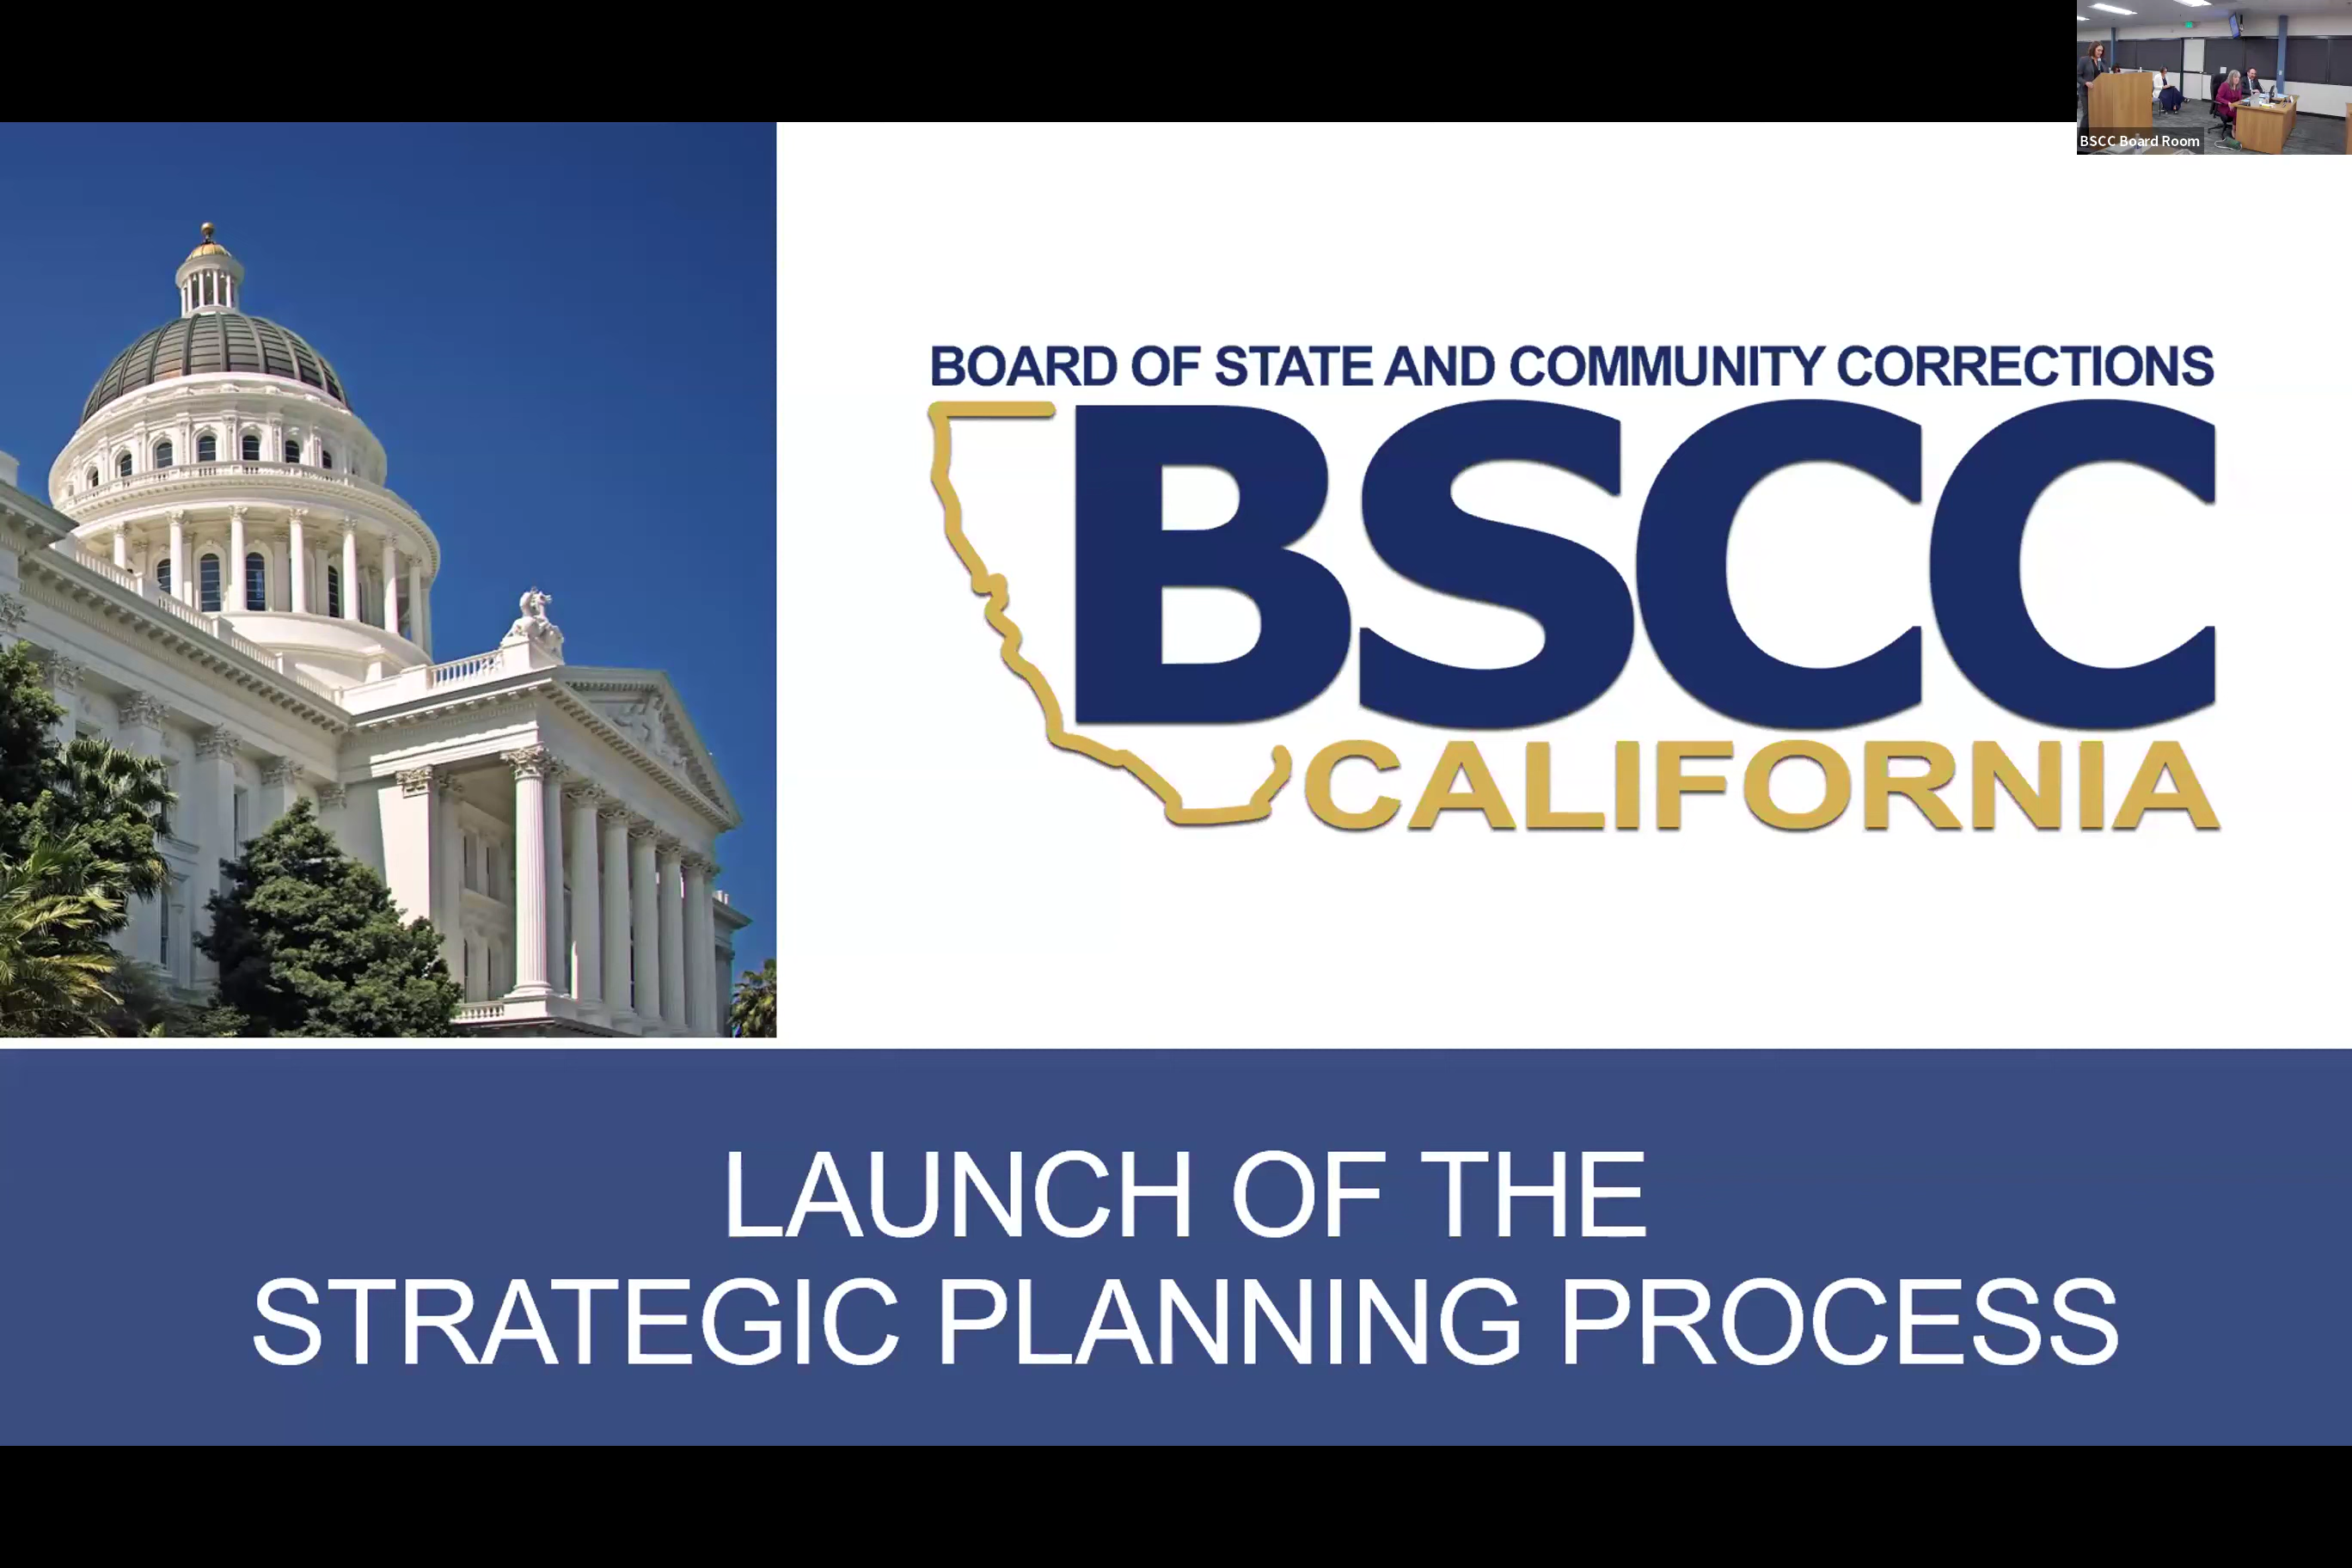 BSCC Board Room
BOARD OF STATE AND COMMUNITY CORRECTIONS
BSCC
CALIFORNIA
LAUNCH OF THE
STRATEGIC PLANNING PROCESS